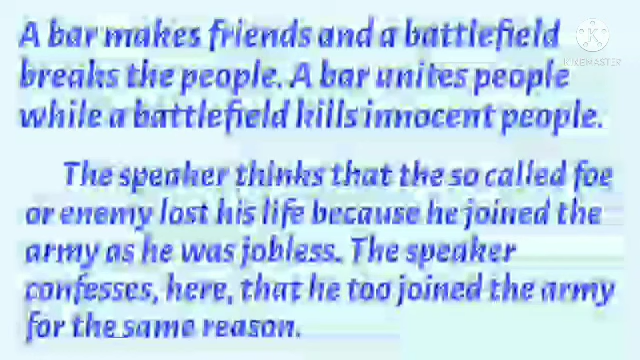 A bar makes friends and a battlefield
breaks the people. A bar unites people
while a battlefield kills innocent people.
The speaker thinks that the so called foe
or enemy lost his life because he joined the
army as he was jobless. The speaker
confesses, here, that he too joined the army
for the same reason.
KINEMASTER